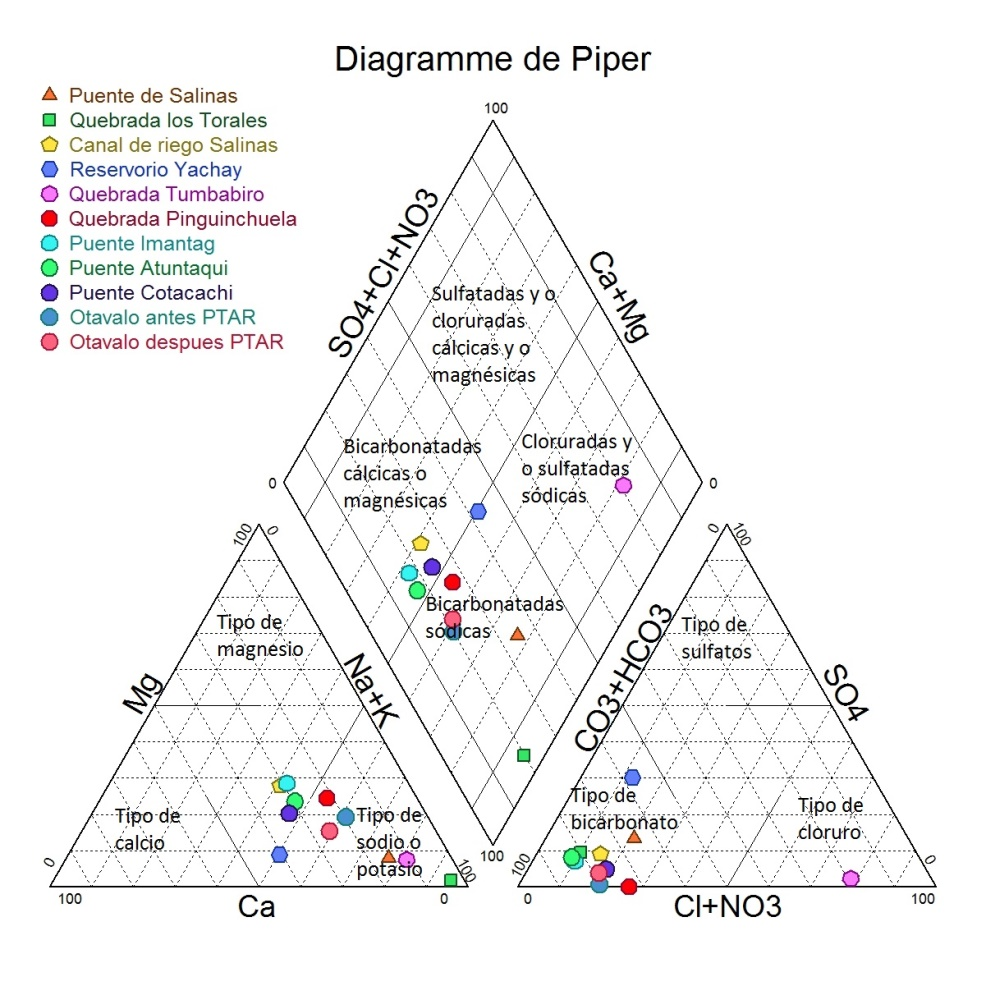 Diagramme de Piper
Puente de Salinas
Quebrada los Torales
Canal de riego Salinas
Reservorio Yachay
Quebrada Tumbabiro
Quebrada Pinguinchuela
Puente Imantag
Puente Atuntaqui
Puente Cotacachi
Otavalo antes PTAR
Otavalo despues PTAR
100
SO4+Cl+NO3
Ca+Mg
Sulfatadas y o
cloruradas
cálcicas y o
magnésicas
Bicarbonatadas
cálcicas o
magnésicas
Cloruradas y
o sulfatadas
sódicas
0
0
Bicarbonatadas
sódicas
100
100
0
Tipo de
magnesio
Mg
Na+K
Tipo de
calcio
Tipo de
sodio o
potasio
0
100
100
0
Ca
0
100
CO3+HCO3
Tipo de
sulfatos
SO4
Tipo de
bicarbonato
Tipo de
cloruro
100
0
0
100
Cl+NO3